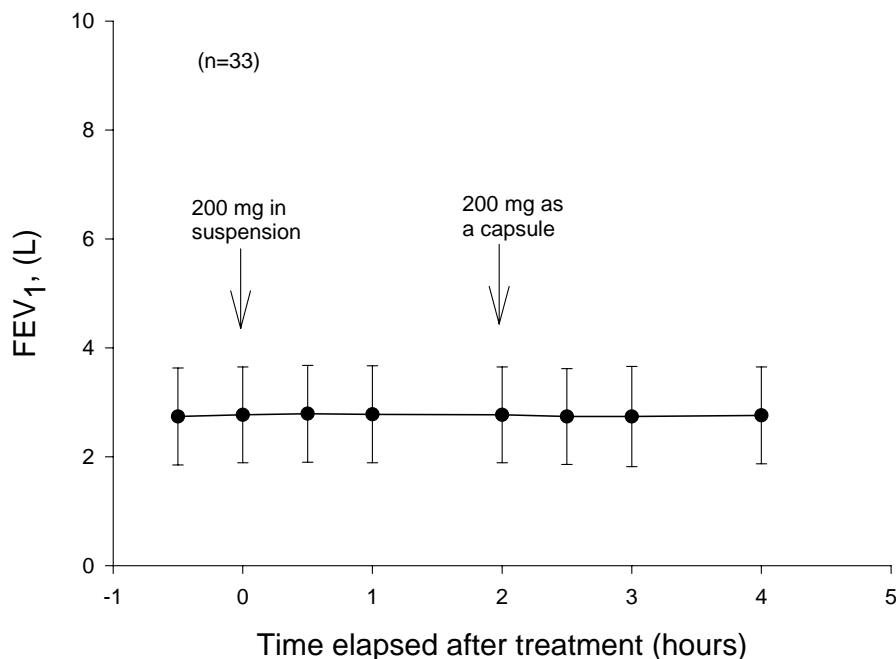 10
(n=33)
8
200 mg in
suspension
200 mg as
a capsule
6
FEV1, (L)
4
2
0
-1 0 1 2 3 4 5
Time elapsed after treatment (hours)